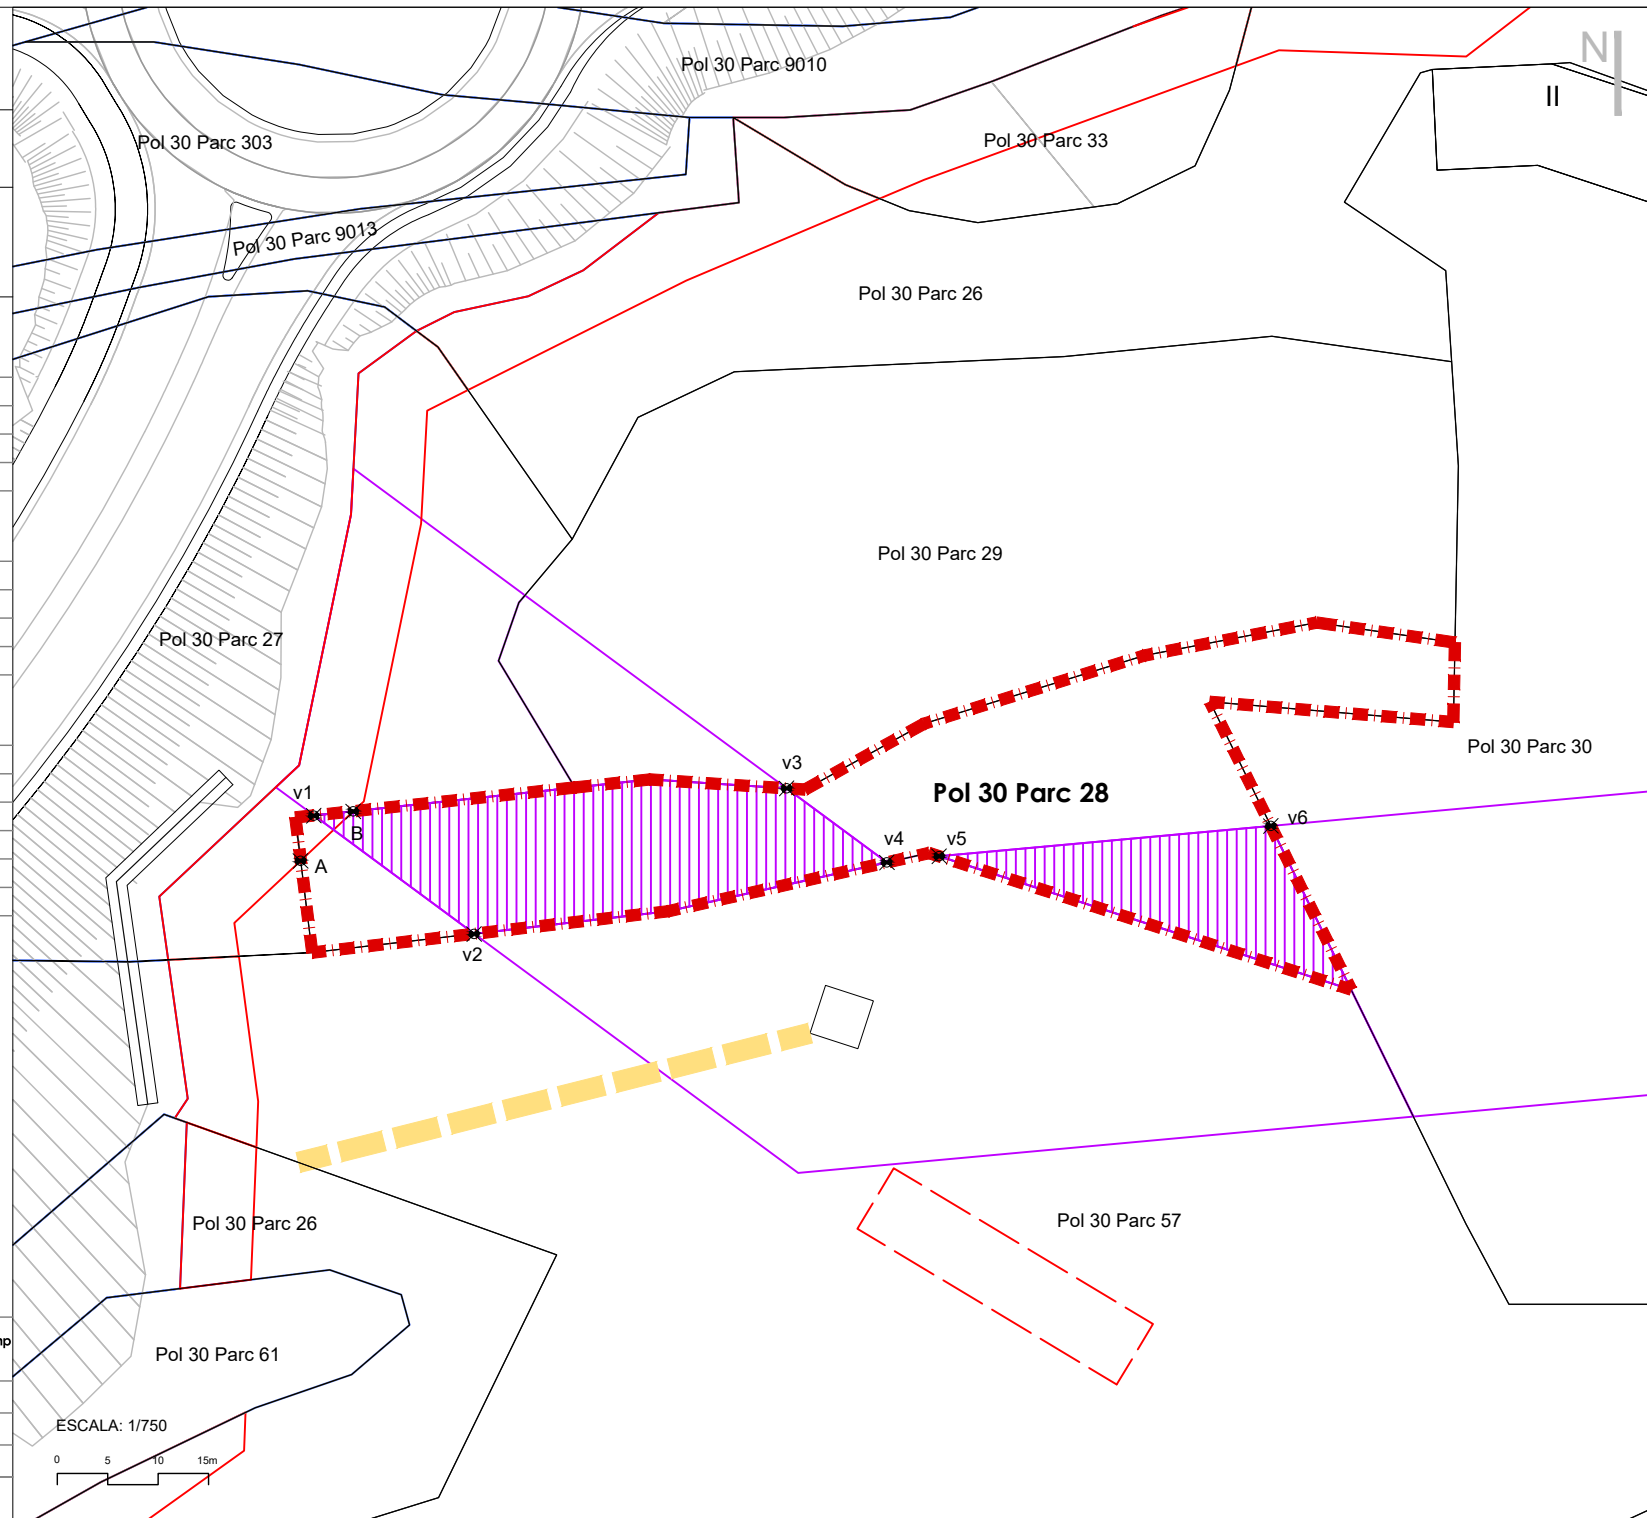 N
Pol 30 Parc 9010
II
Pol 30 Parc 303
Pol 30 Parc 33
Pol 30 Parc 9013
Pol 30 Parc 26
Pol 30 Parc 29
Pol 30 Parc 27
Pol 30 Parc 30
v3
v1
Pol 30 Parc 28
v6
B
v4
v5
A
v2
Pol 30 Parc 26
Pol 30 Parc 57
Pol 30 Parc 61
ESCALA: 1/750
0 5 10 15m